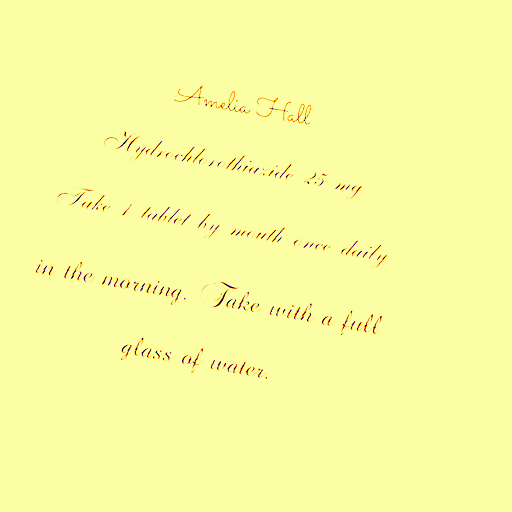 Amelia Hall
Hydrochlorothiazide 25 mg
Take 1 tablet by mouth once daily
in the morning. Take with a full
glass of water.